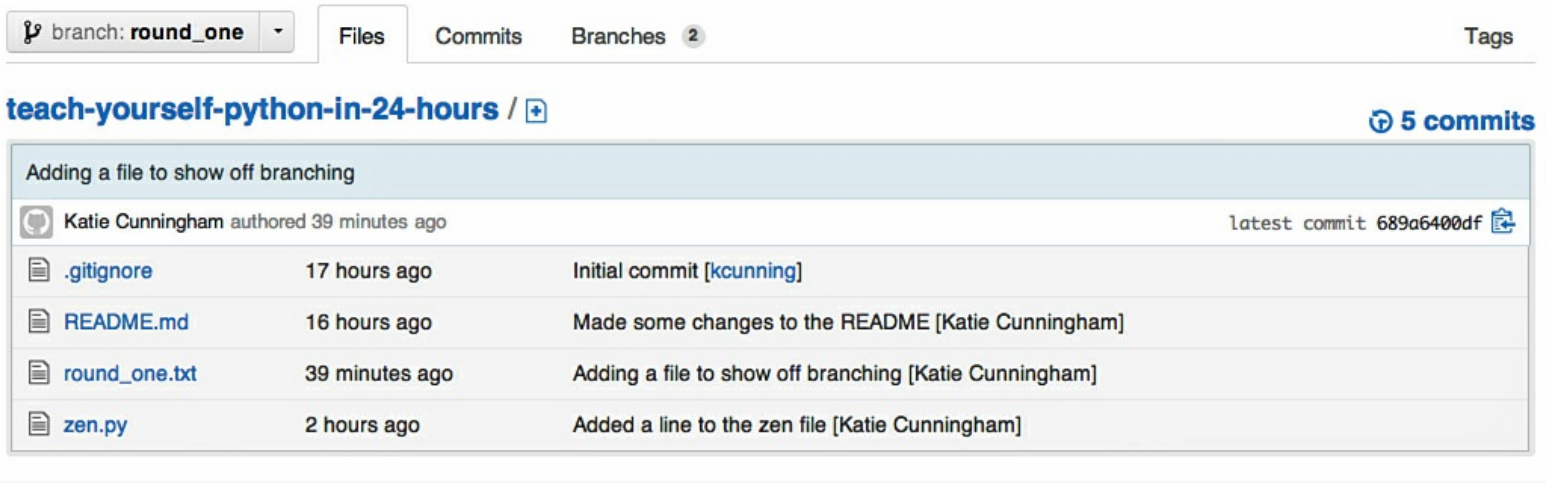 branch: round_one Files Commits Branches 2 Tags
teach-yourself-python-in-24-hours / 5 commits
Adding a file to show off branching
Katie Cunningham authored 39 minutes ago latest commit 689a6400df
.gitignore 17 hours ago Initial commit [kcunning]
README.md 16 hours ago Made some changes to the README [Katie Cunningham]
round_one.txt 39 minutes ago Adding a file to show off branching [Katie Cunningham]
zen.py 2 hours ago Added a line to the zen file [Katie Cunningham]